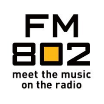 FM
802
meet the music
on the radio